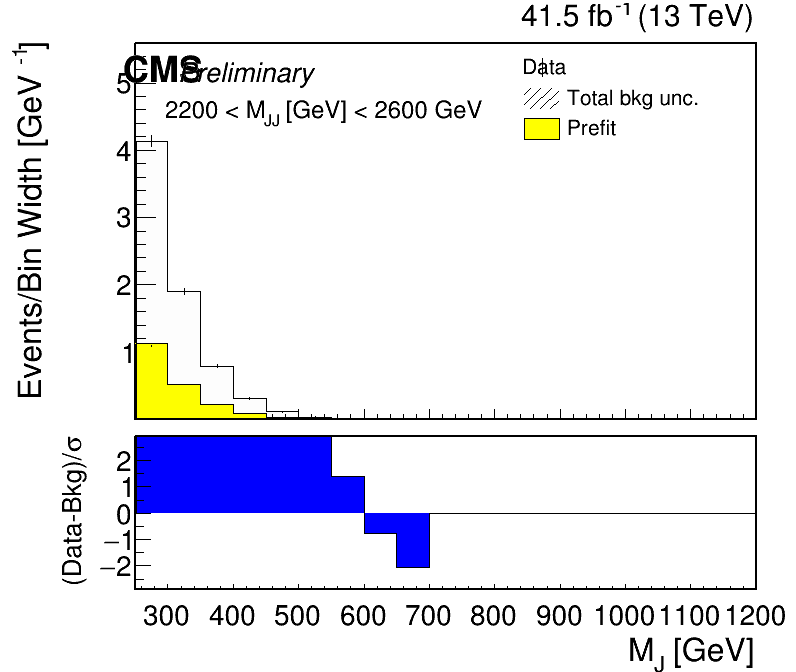 41.5 fb⁻¹ (13 TeV)
CMS Preliminary
2200 < M_JJ [GeV] < 2600 GeV
Data
Total bkg unc.
Prefit
Events/Bin Width [GeV⁻¹]
5
4
3
2
1
(Data-Bkg)/σ
2
1
0
−1
−2
300 400 500 600 700 800 900 1000 1100 1200
M_J [GeV]